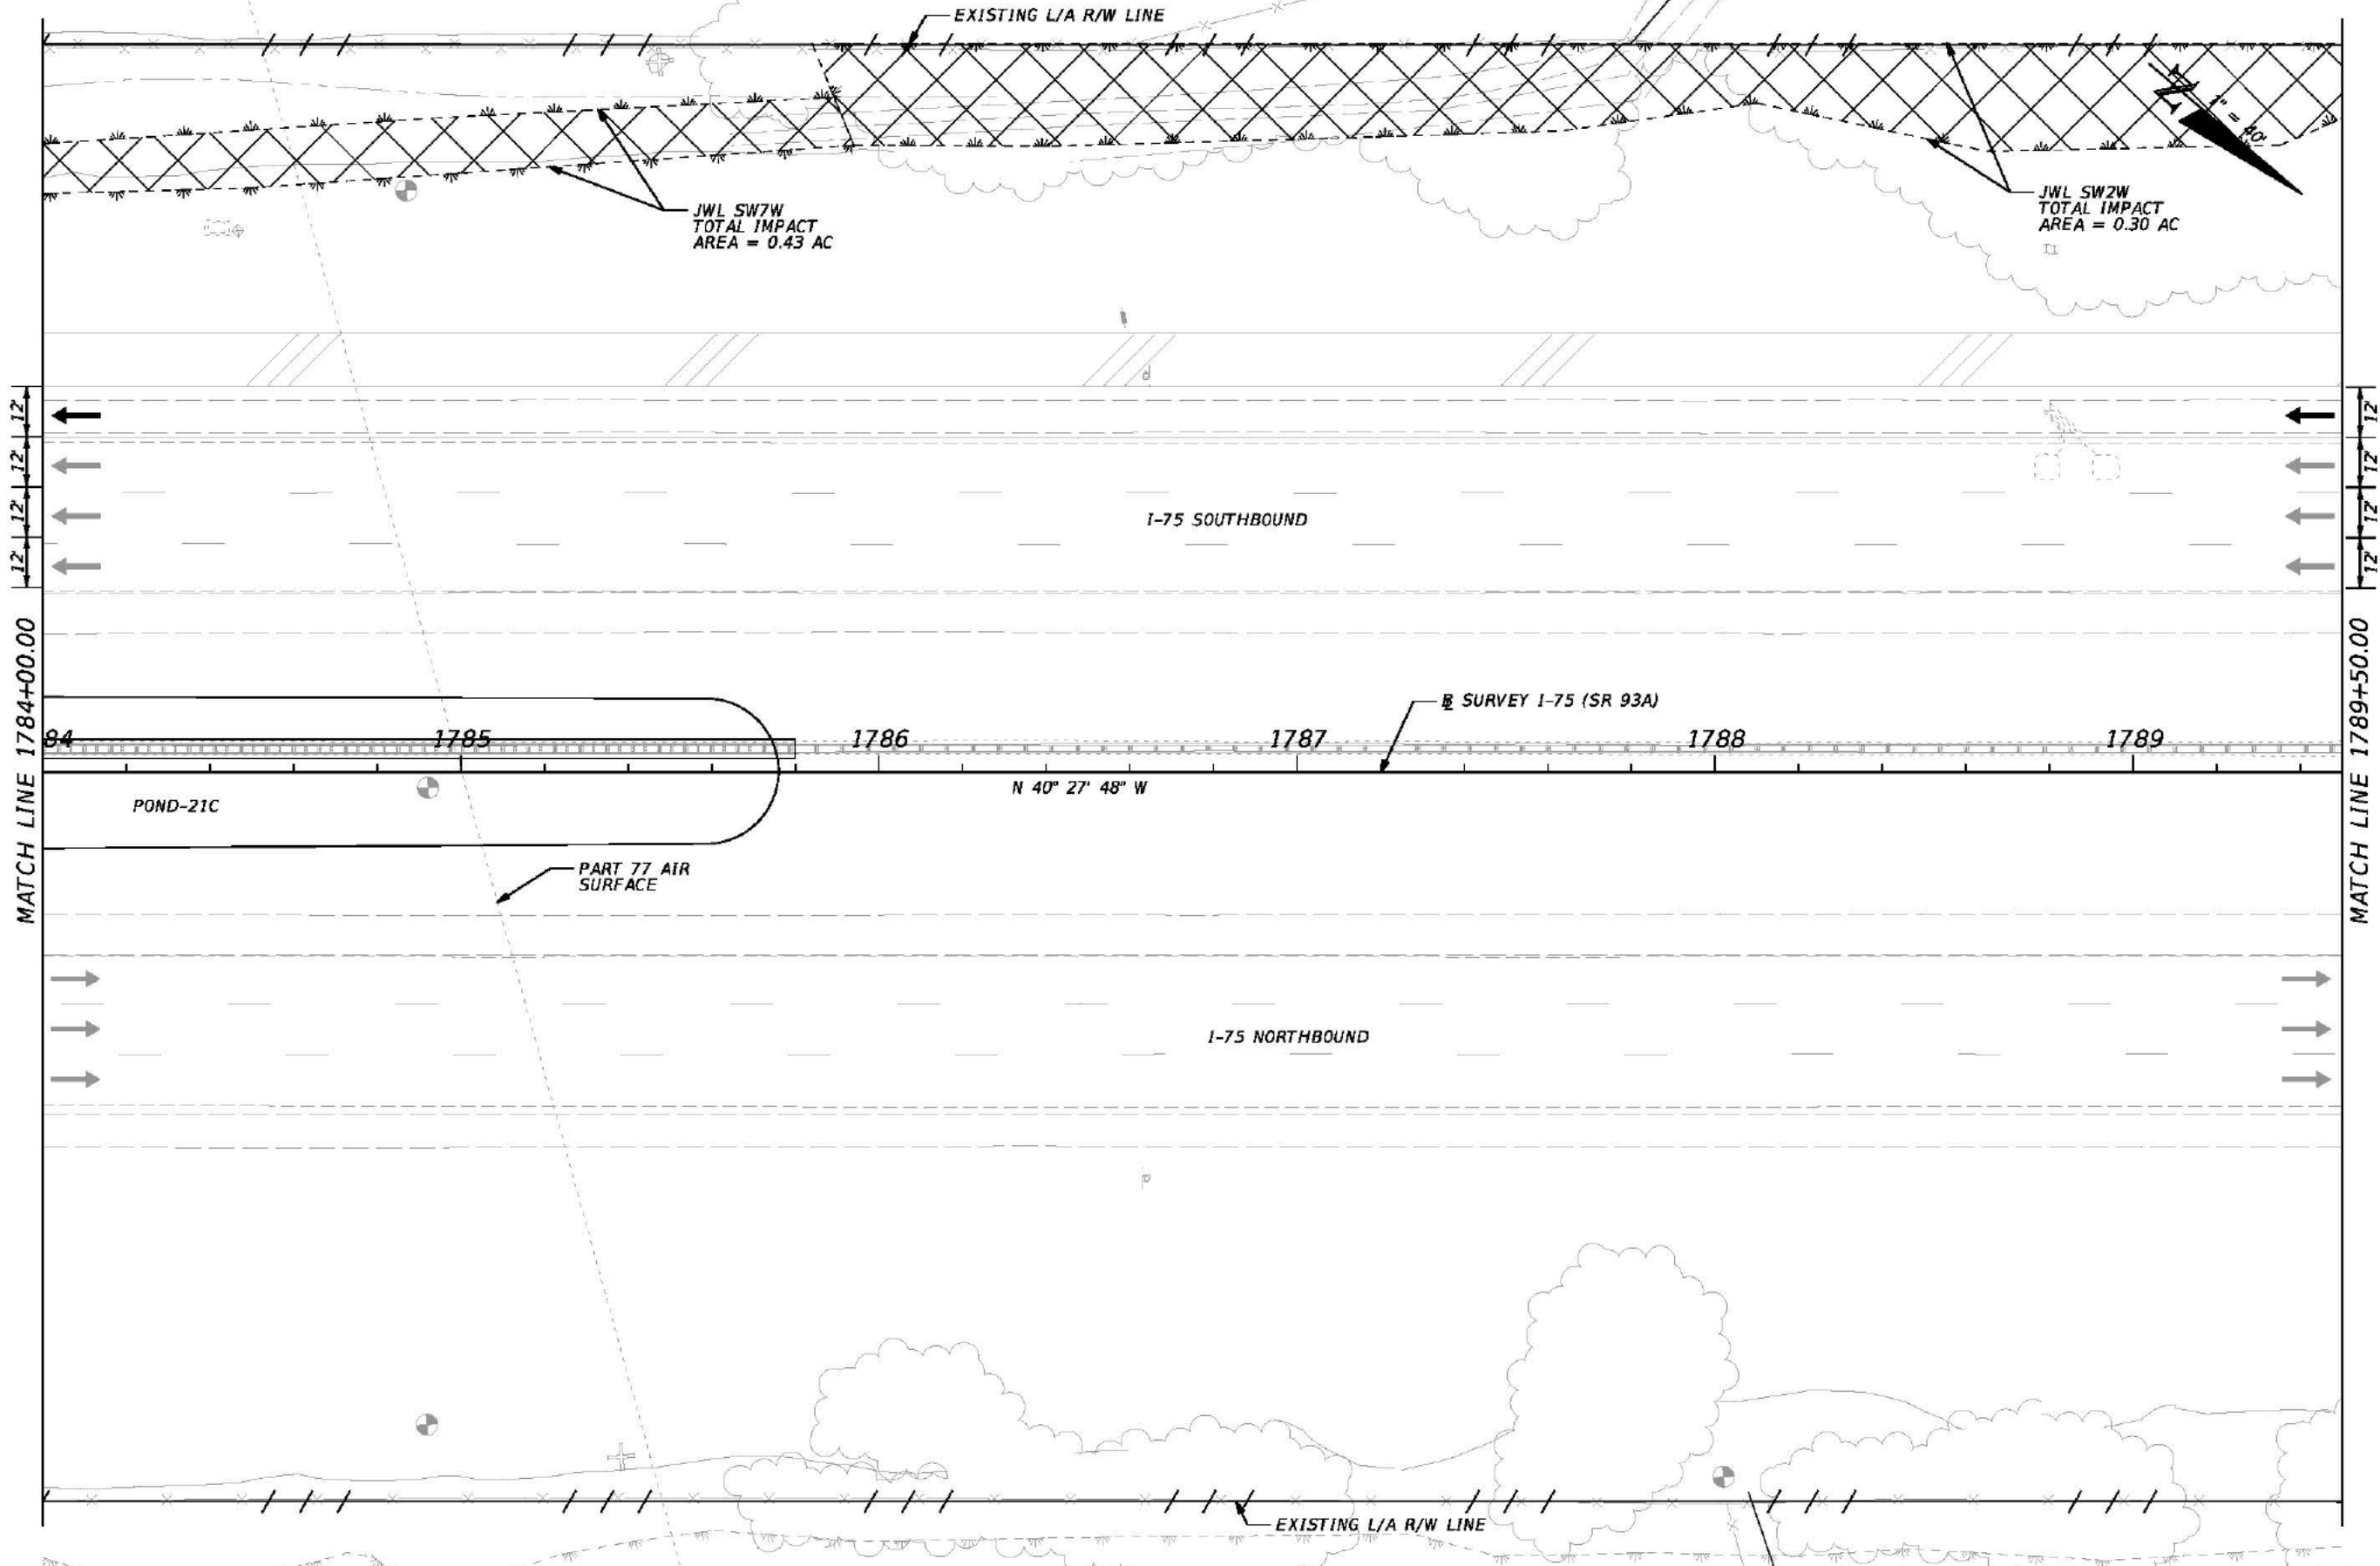 EXISTING L/A R/W LINE
1" = 40'
JWL SW7W
TOTAL IMPACT
AREA = 0.43 AC
JWL SW2W
TOTAL IMPACT
AREA = 0.30 AC
12'
12'
12'
12'
12'
12'
12'
12'
I-75 SOUTHBOUND
MATCH LINE 1784+00.00
MATCH LINE 1789+50.00
BL SURVEY I-75 (SR 93A)
84
1785
1786
1787
1788
1789
N 40° 27' 48" W
POND-21C
PART 77 AIR
SURFACE
I-75 NORTHBOUND
EXISTING L/A R/W LINE